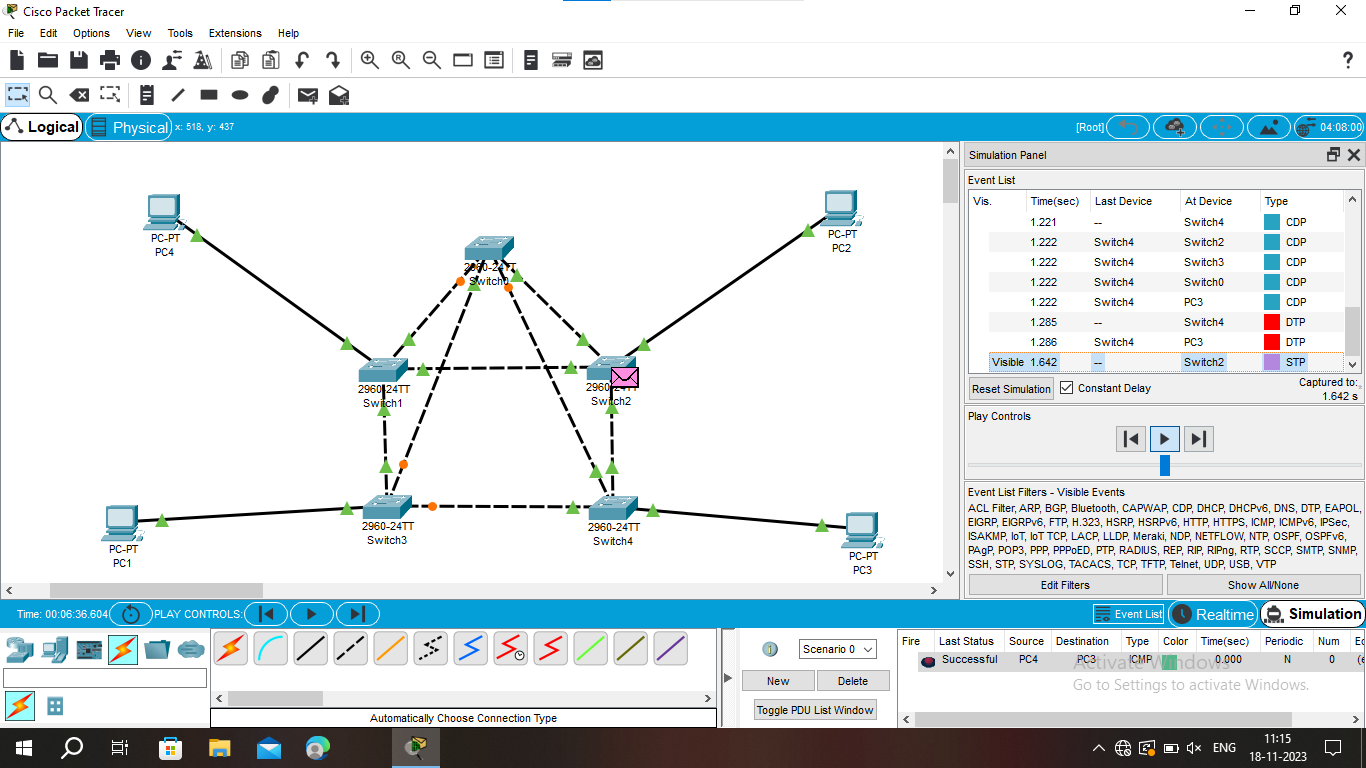 Cisco Packet Tracer
File Edit Options View Tools Extensions Help
?
Logical Physical x: 518, y: 437 [Root] 04:08:00
PC-PT
PC4
PC-PT
PC2
2960-24TT
Switch0
2960-24TT
Switch1
2960-24TT
Switch2
2960-24TT
Switch3
2960-24TT
Switch4
PC-PT
PC1
PC-PT
PC3
Simulation Panel
Event List
Vis. Time(sec) Last Device At Device Type
1.221 -- Switch4 CDP
1.222 Switch4 Switch2 CDP
1.222 Switch4 Switch3 CDP
1.222 Switch4 Switch0 CDP
1.222 Switch4 PC3 CDP
1.285 -- Switch4 DTP
1.286 Switch4 PC3 DTP
Visible 1.642 -- Switch2 STP
Reset Simulation Constant Delay Captured to:
1.642 s
Play Controls
Event List Filters - Visible Events
ACL Filter, ARP, BGP, Bluetooth, CAPWAP, CDP, DHCP, DHCPv6, DNS, DTP, EAPOL,
EIGRP, EIGRPv6, FTP, H.323, HSRP, HSRPv6, HTTP, HTTPS, ICMP, ICMPv6, IPSec,
ISAKMP, IoT, IoT TCP, LACP, LLDP, Meraki, NDP, NETFLOW, NTP, OSPF, OSPFv6,
PAgP, POP3, PPP, PPPoED, PTP, RADIUS, REP, RIP, RIPng, RTP, SCCP, SMTP, SNMP,
SSH, STP, SYSLOG, TACACS, TCP, TFTP, Telnet, UDP, USB, VTP
Edit Filters Show All/None
Time: 00:06:36.604 PLAY CONTROLS: Event List Realtime Simulation
Automatically Choose Connection Type
Scenario 0
New Delete
Toggle PDU List Window
Fire Last Status Source Destination Type Color Time(sec) Periodic Num Ec
Successful PC4 PC3 ICMP 0.000 N 0 (e
Activate Windows
Go to Settings to activate Windows.
ENG 11:15
18-11-2023